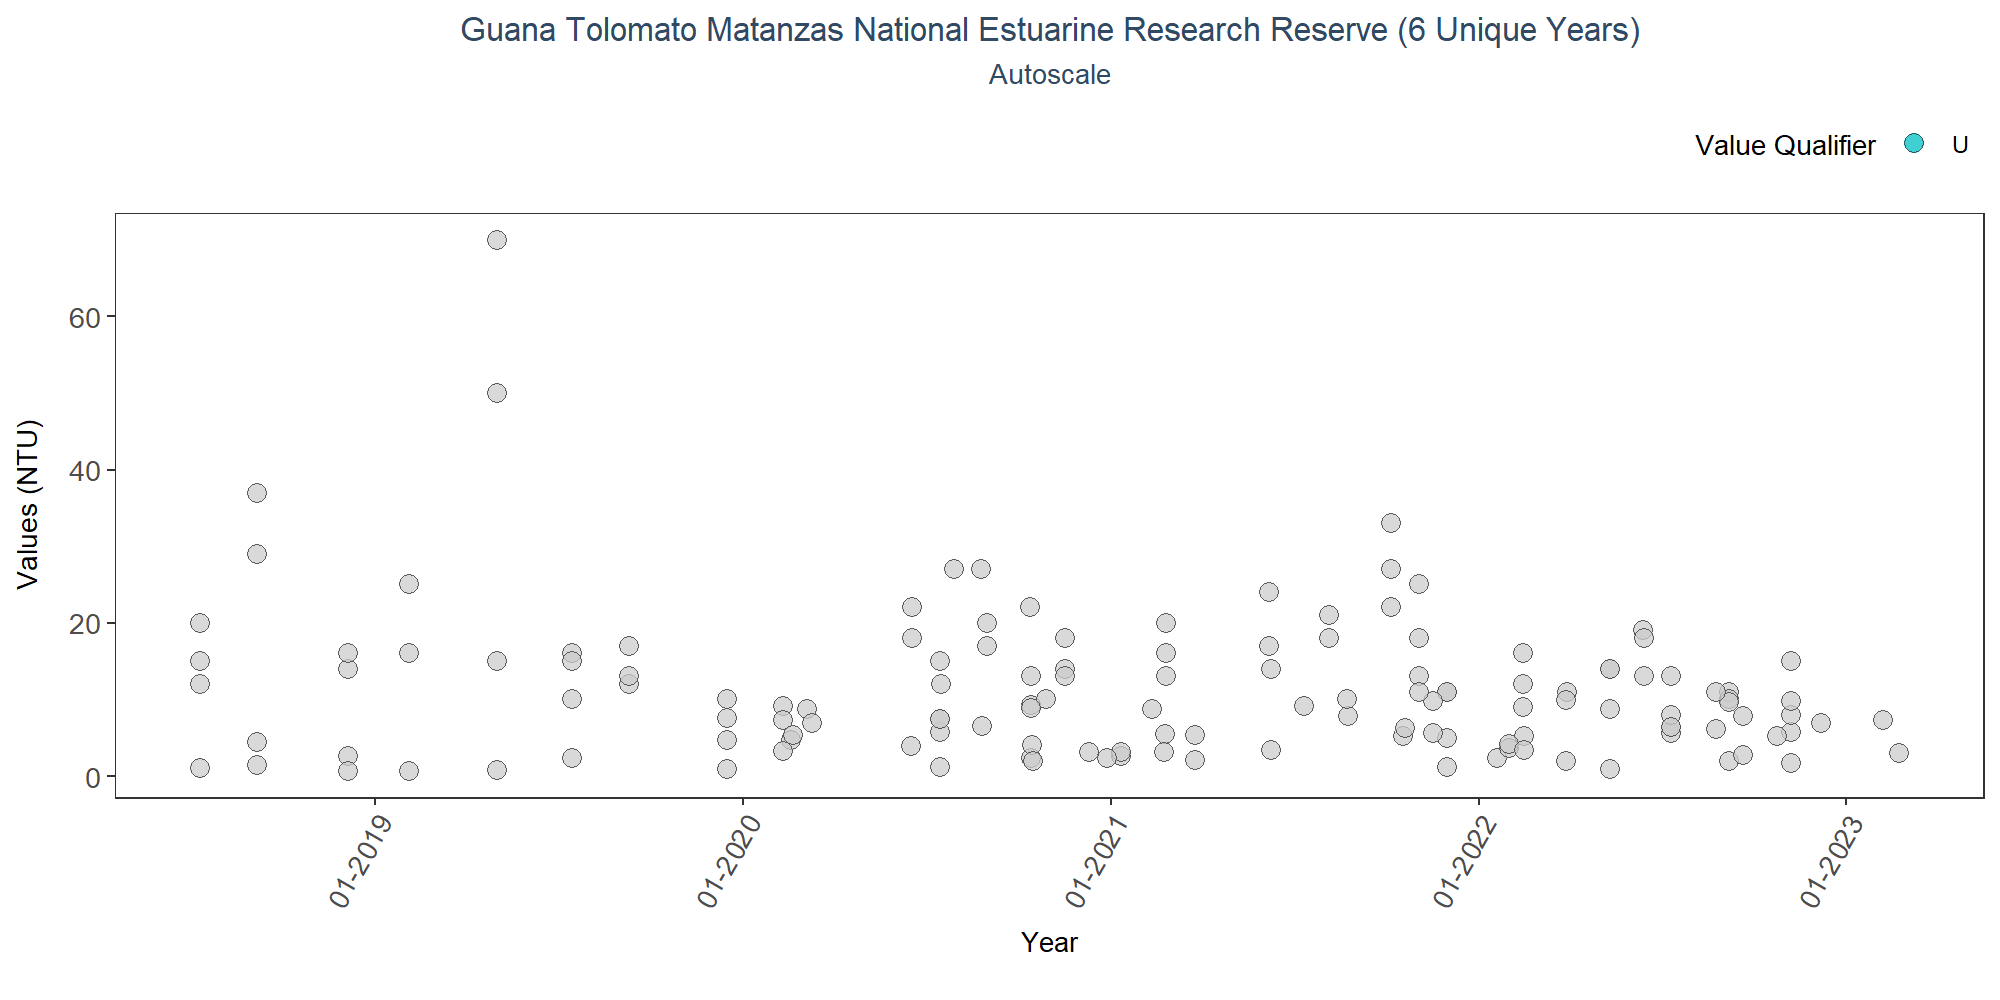 Guana Tolomato Matanzas National Estuarine Research Reserve (6 Unique Years)
Autoscale
Value Qualifier U
Values (NTU)
60
40
20
0
01-2019
01-2020
01-2021
01-2022
01-2023
Year